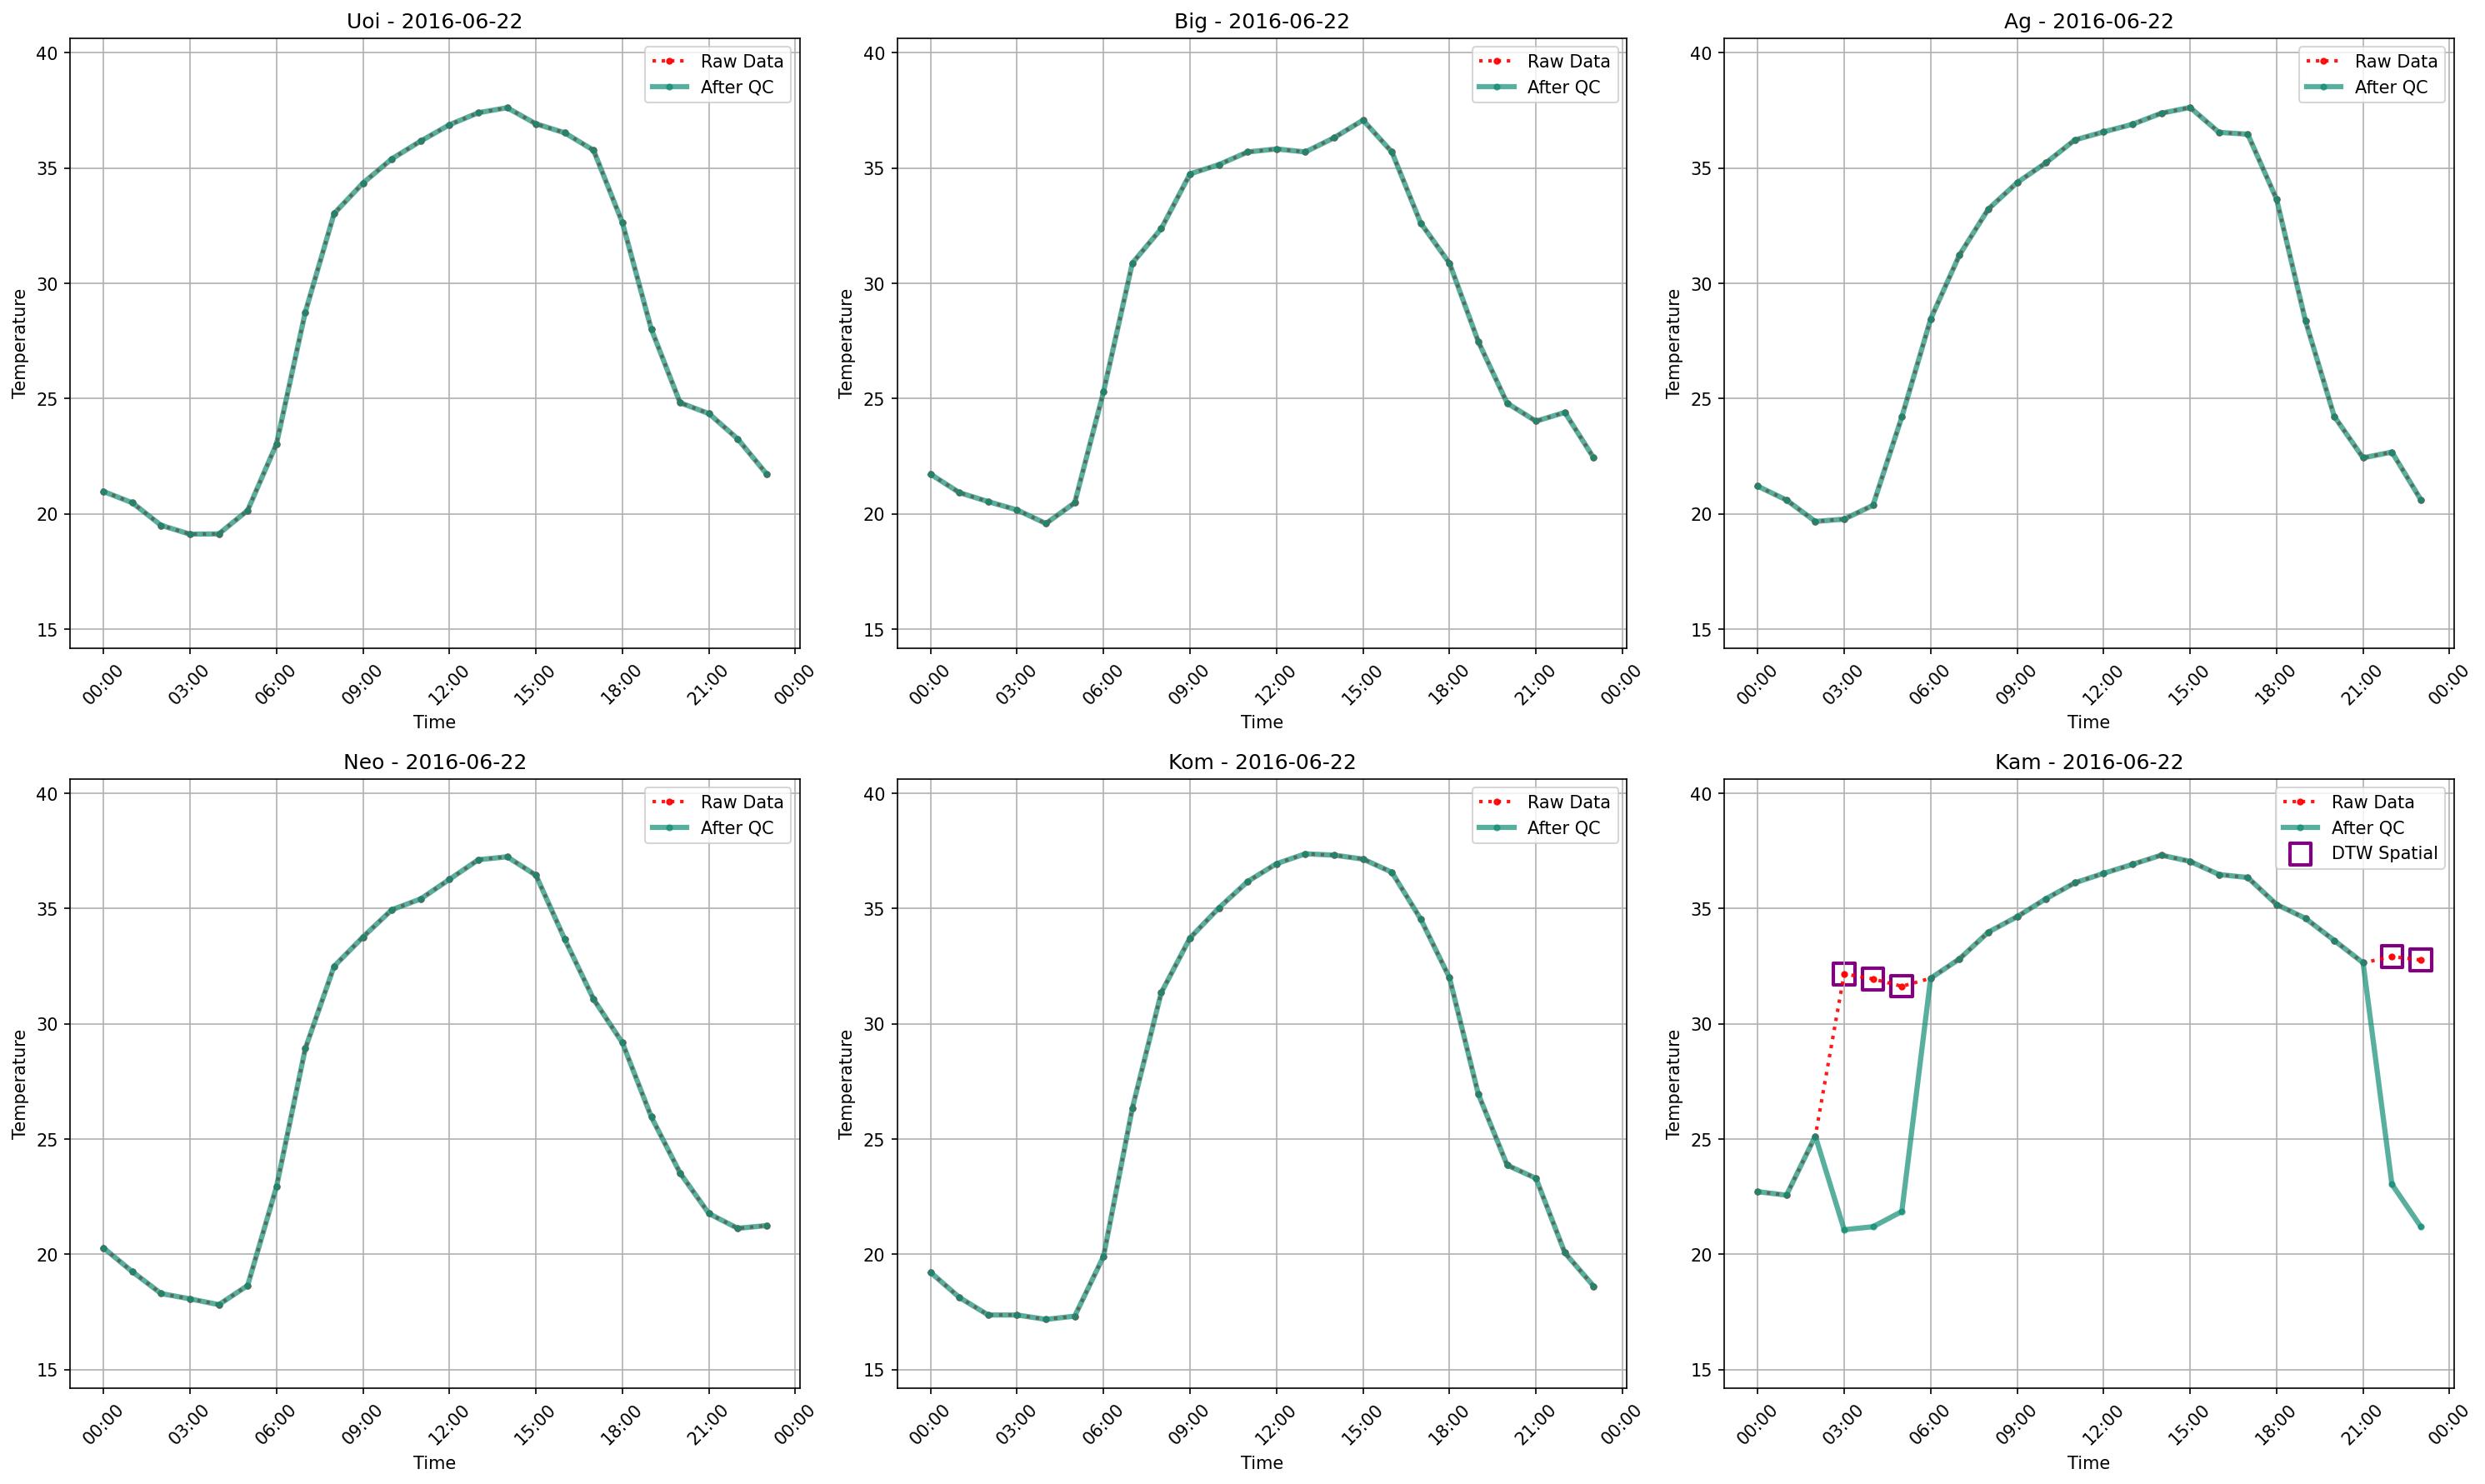 Uoi - 2016-06-22
Temperature
40
35
30
25
20
15
Raw Data
After QC
00:00
03:00
06:00
09:00
12:00
15:00
18:00
21:00
00:00
Time
Big - 2016-06-22
Temperature
40
35
30
25
20
15
Raw Data
After QC
00:00
03:00
06:00
09:00
12:00
15:00
18:00
21:00
00:00
Time
Ag - 2016-06-22
Temperature
40
35
30
25
20
15
Raw Data
After QC
00:00
03:00
06:00
09:00
12:00
15:00
18:00
21:00
00:00
Time
Neo - 2016-06-22
Temperature
40
35
30
25
20
15
Raw Data
After QC
00:00
03:00
06:00
09:00
12:00
15:00
18:00
21:00
00:00
Time
Kom - 2016-06-22
Temperature
40
35
30
25
20
15
Raw Data
After QC
00:00
03:00
06:00
09:00
12:00
15:00
18:00
21:00
00:00
Time
Kam - 2016-06-22
Temperature
40
35
30
25
20
15
Raw Data
After QC
DTW Spatial
00:00
03:00
06:00
09:00
12:00
15:00
18:00
21:00
00:00
Time